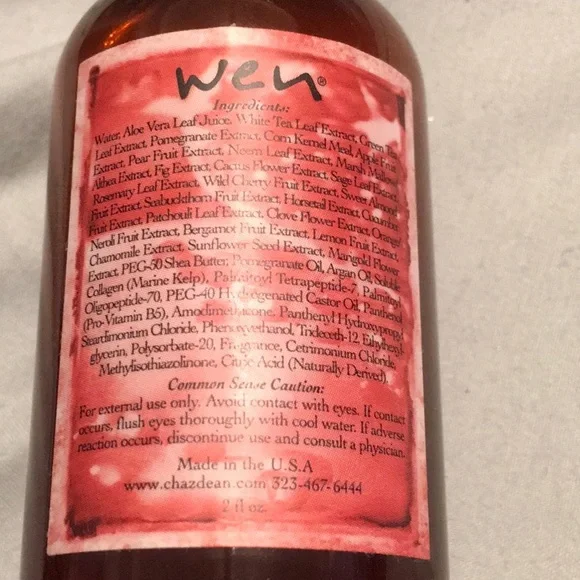 wen®
Ingredients:
Water, Aloe Vera Leaf Juice, White Tea Leaf Extract, Green Tea
Leaf Extract, Pomegranate Extract, Corn Kernel Meal, Apple Fruit
Extract, Pear Fruit Extract, Neem Leaf Extract, Marsh Mallow
Althea Extract, Fig Extract, Cactus Flower Extract, Sage Leaf Extract,
Rosemary Leaf Extract, Wild Cherry Fruit Extract, Sweet Almond
Fruit Extract, Seabuckthorn Fruit Extract, Horsetail Extract, Cucumber
Fruit Extract, Patchouli Leaf Extract, Clove Flower Extract, Orange
Neroli Fruit Extract, Bergamot Fruit Extract, Lemon Fruit Extract,
Chamomile Extract, Sunflower Seed Extract, Marigold Flower
Extract, PEG-50 Shea Butter, Pomegranate Oil, Argan Oil, Soluble
Collagen (Marine Kelp), Palmitoyl Tetrapeptide-7, Palmitoyl
Oligopeptide-70, PEG-40 Hydrogenated Castor Oil, Panthenol
(Pro-Vitamin B5), Amodimethicone, Panthenyl Hydroxypropyl
Steardimonium Chloride, Phenoxyethanol, Trideceth-12, Ethylhexyl
glycerin, Polysorbate-20, Fragrance, Cetrimonium Chloride,
Methylisothiazolinone, Citric Acid (Naturally Derived).
Common Sense Caution:
For external use only. Avoid contact with eyes. If contact
occurs, flush eyes thoroughly with cool water. If adverse
reaction occurs, discontinue use and consult a physician.
Made in the U.S.A
www.chazdean.com 323-467-6444
2 fl oz.